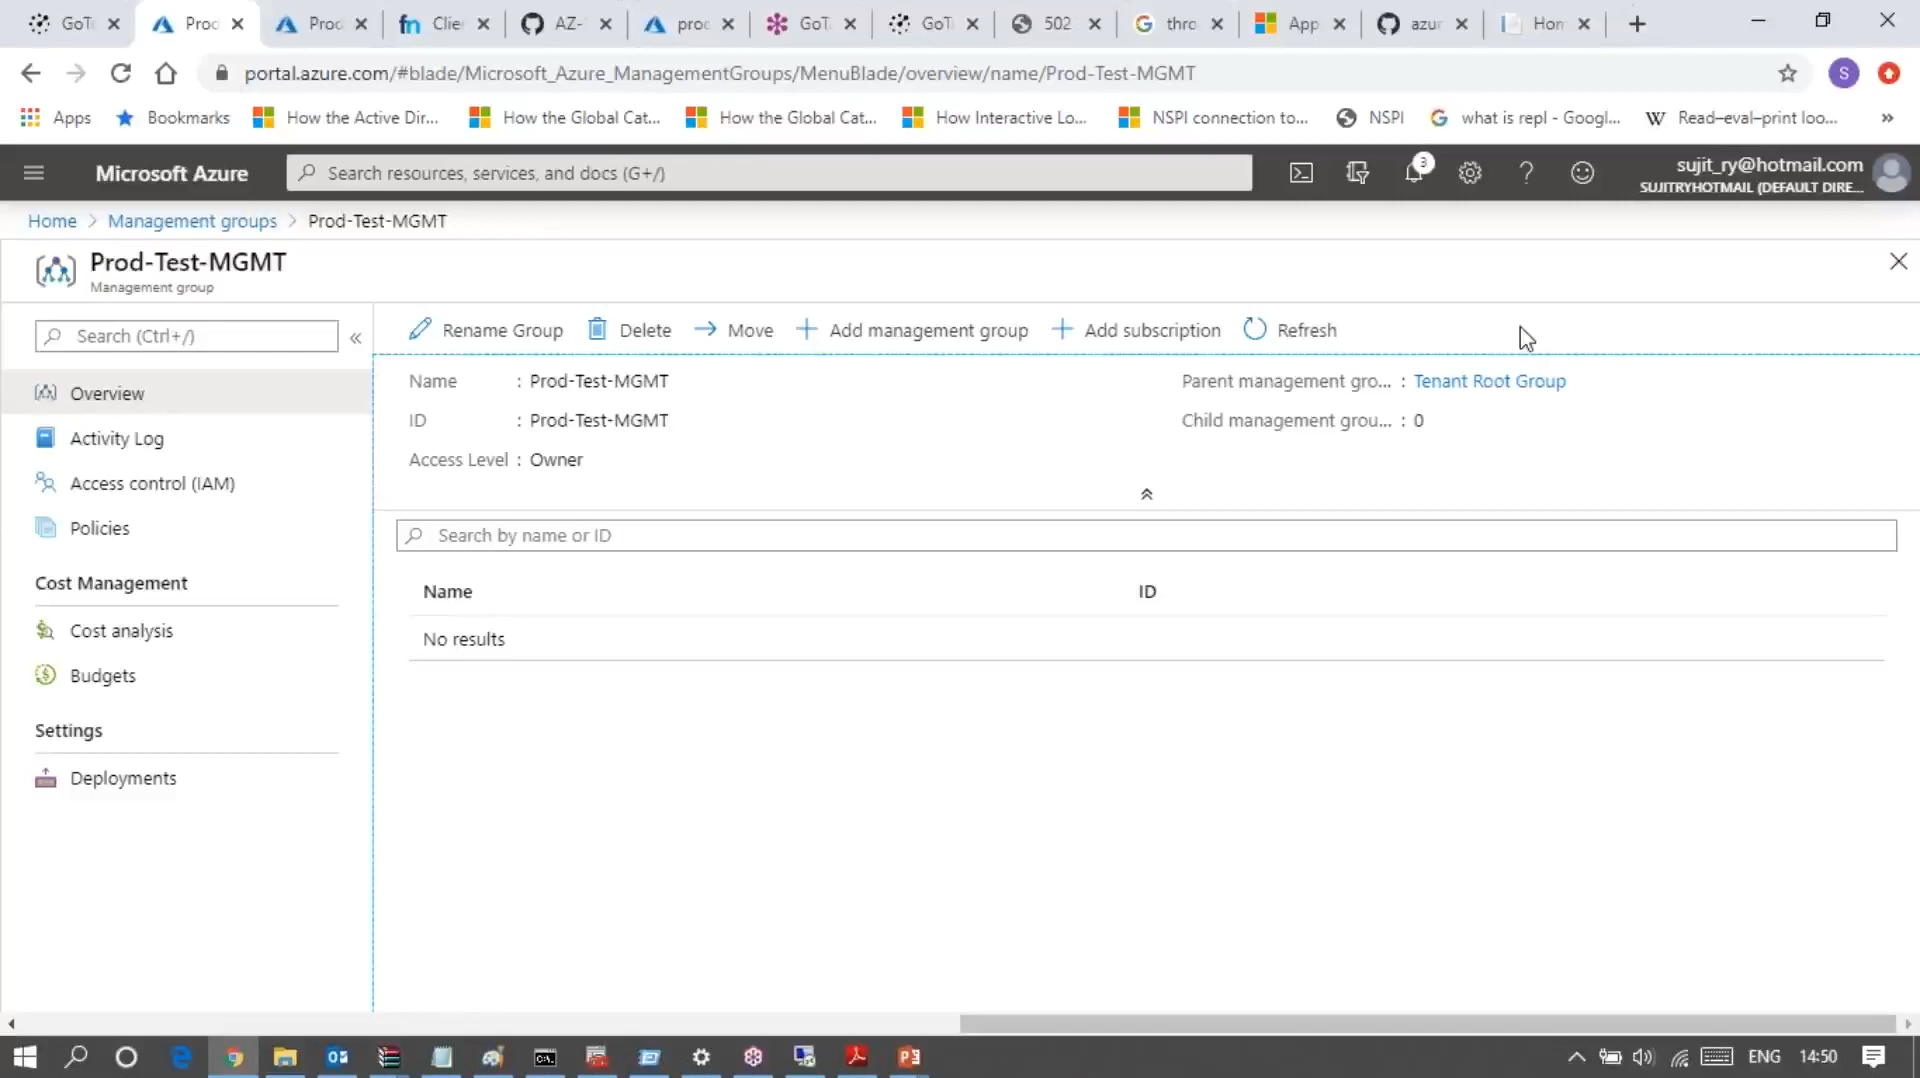 GoT
Proc
Prod
Clie
AZ-
proc
GoT
GoT
502
thro
App
azur
Hom
portal.azure.com/#blade/Microsoft_Azure_ManagementGroups/MenuBlade/overview/name/Prod-Test-MGMT
S
Apps
Bookmarks
How the Active Dir...
How the Global Cat...
How the Global Cat...
How Interactive Lo...
NSPI connection to...
NSPI
what is repl - Googl...
Read–eval–print loo...
»
Microsoft Azure
Search resources, services, and docs (G+/)
3
sujit_ry@hotmail.com
SUJITRYHOTMAIL (DEFAULT DIRE...
Home > Management groups > Prod-Test-MGMT
Prod-Test-MGMT
Management group
Search (Ctrl+/)
«
Rename Group
Delete
Move
Add management group
Add subscription
Refresh
Overview
Activity Log
Access control (IAM)
Policies
Cost Management
Cost analysis
Budgets
Settings
Deployments
Name : Prod-Test-MGMT
ID : Prod-Test-MGMT
Access Level : Owner
Parent management gro... : Tenant Root Group
Child management grou... : 0
Search by name or ID
Name ID
No results
ENG 14:50